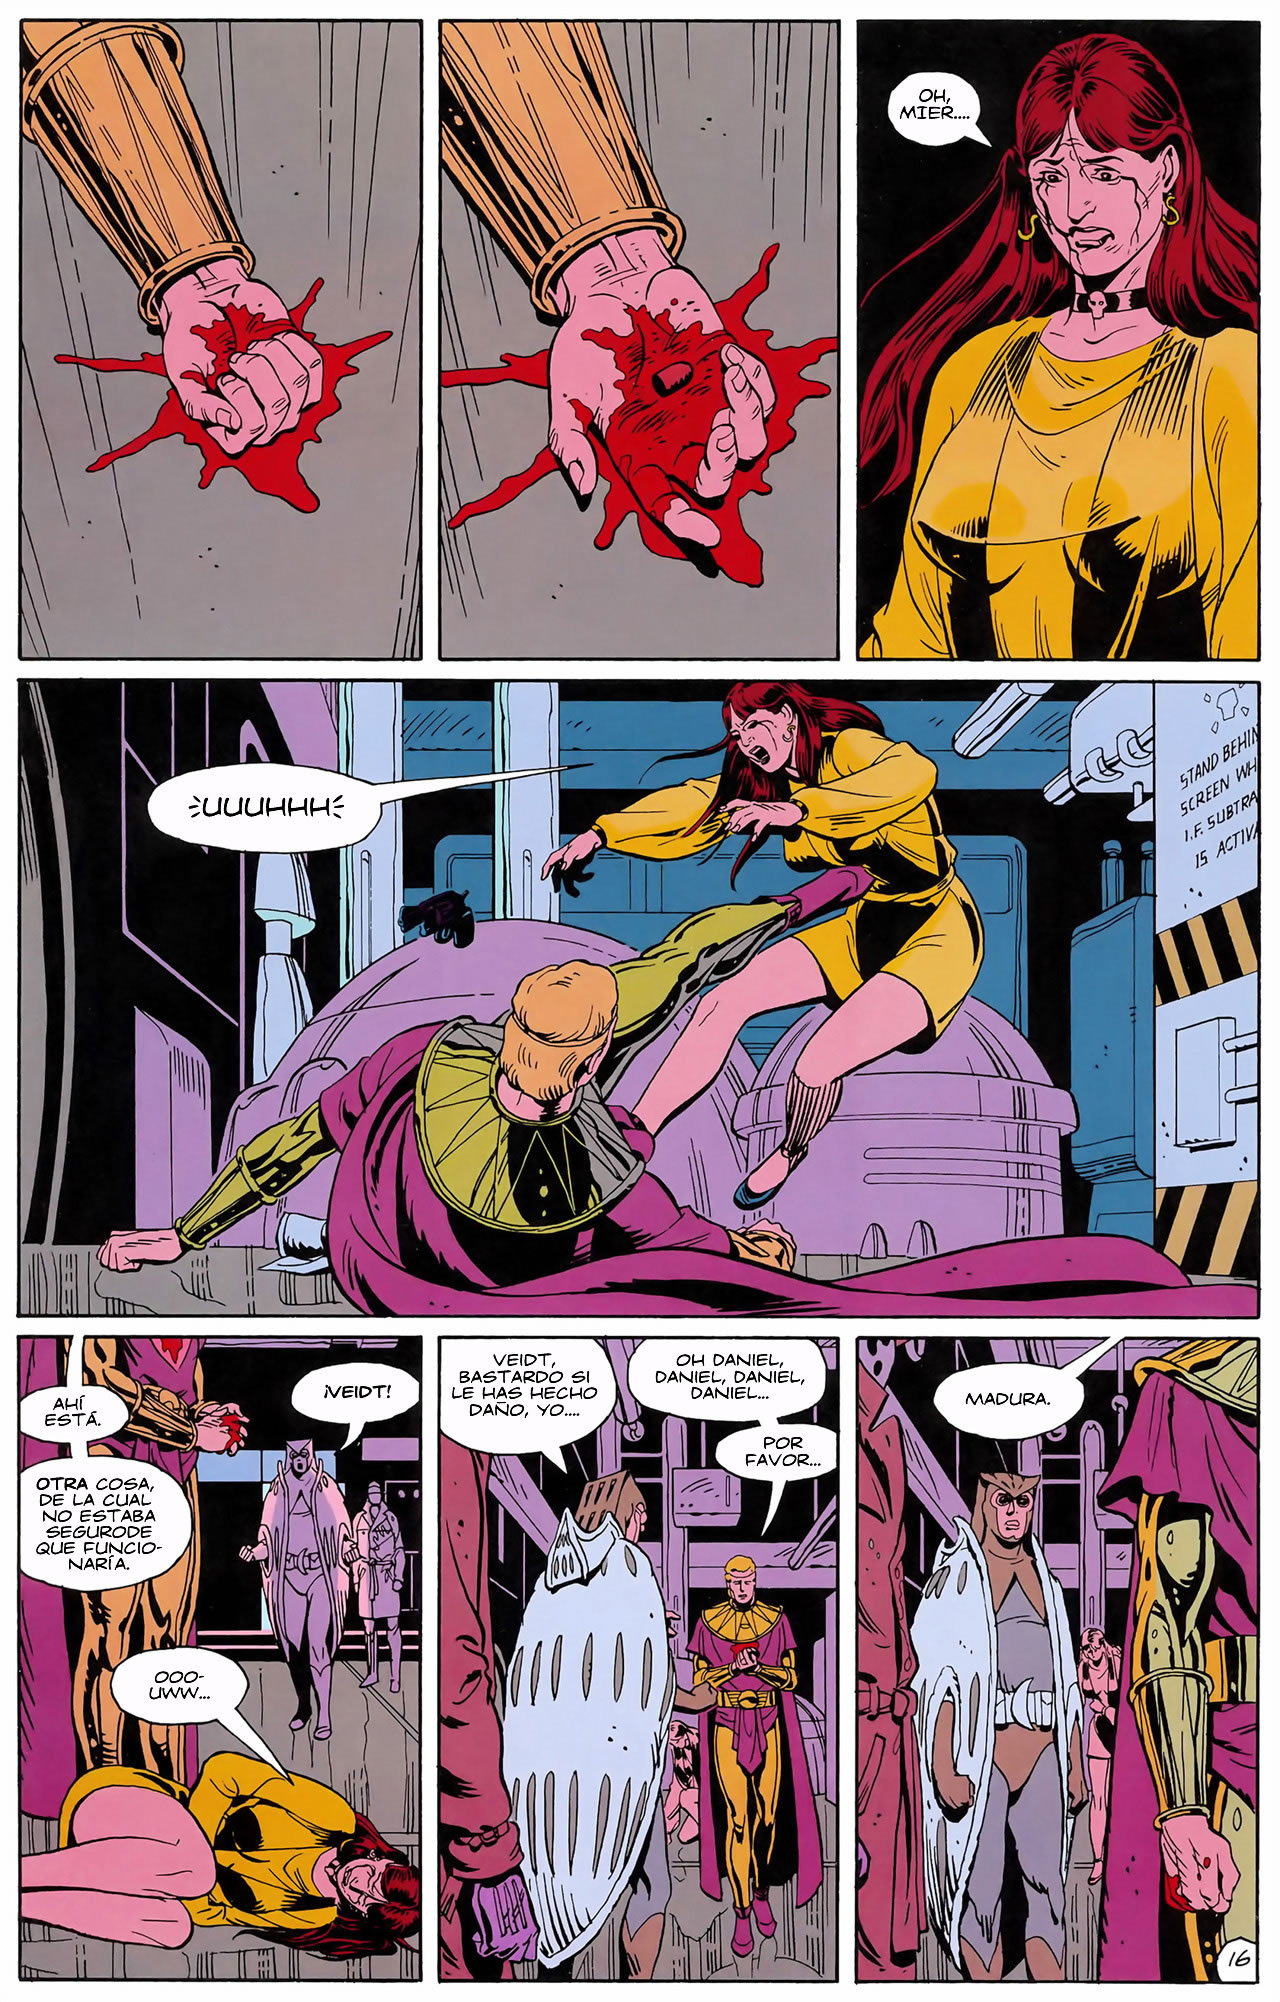 OH,
MIER....
UUUHHH
STAND BEHIN
SCREEN WH
I.F. SUBTRA
IS ACTIVA
AHÍ
ESTÁ.
¡VEIDT!
OTRA COSA,
DE LA CUAL
NO ESTABA
SEGURODE
QUE FUNCIO-
NARÍA.
OOO-
UWW...
VEIDT,
BASTARDO SI
LE HAS HECHO
DAÑO, YO....
OH DANIEL,
DANIEL, DANIEL,
DANIEL...
POR
FAVOR...
MADURA.
16